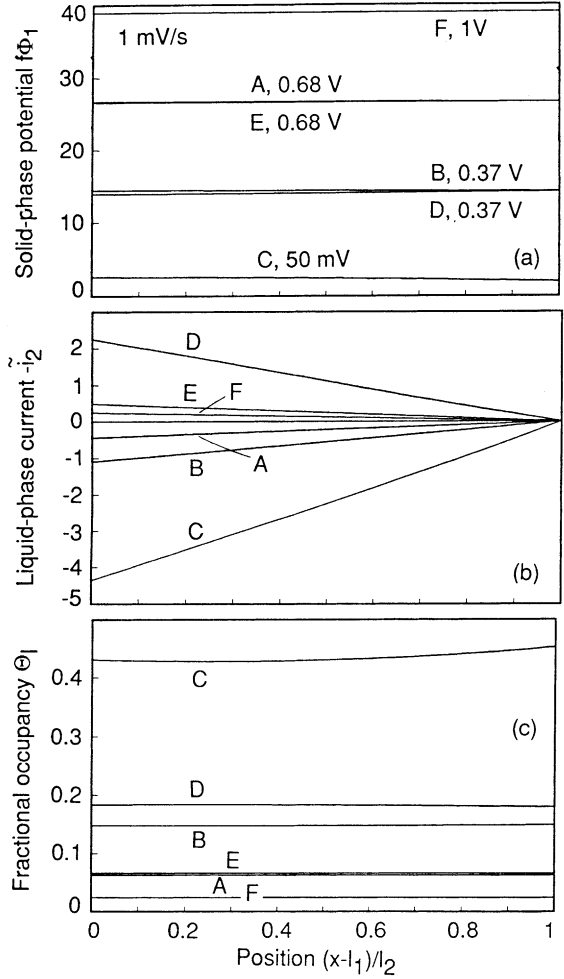 40
1 mV/s
F, 1V
30
A, 0.68 V
E, 0.68 V
20
B, 0.37 V
D, 0.37 V
10
C, 50 mV
(a)
0
Solid-phase potential fΦ1
2
D
1
E
F
0
-1
B
A
-2
-3
C
-4
(b)
-5
Liquid-phase current -ĩ2
0.4
C
0.3
(c)
0.2
D
B
0.1
E
A
F
0
Fractional occupancy ΘI
0 0.2 0.4 0.6 0.8 1
Position (x-l1)/l2